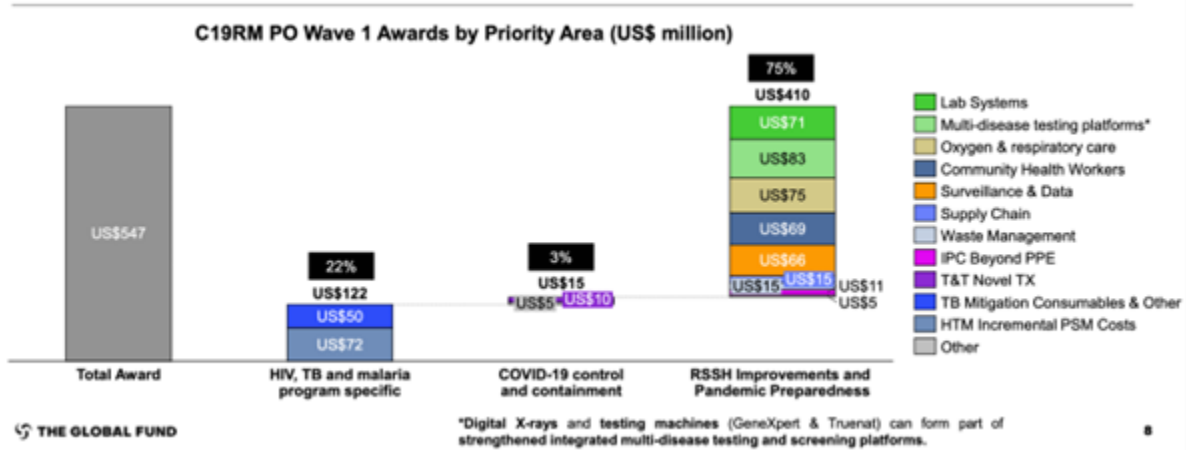 C19RM PO Wave 1 Awards by Priority Area (US$ million)
US$547
22%
US$122
US$50
US$72
3%
US$15
US$5
US$10
75%
US$410
US$71
US$83
US$75
US$69
US$66
US$15
US$15
US$11
US$5
Total Award
HIV, TB and malaria
program specific
COVID-19 control
and containment
RSSH Improvements and
Pandemic Preparedness
Lab Systems
Multi-disease testing platforms*
Oxygen & respiratory care
Community Health Workers
Surveillance & Data
Supply Chain
Waste Management
IPC Beyond PPE
T&T Novel TX
TB Mitigation Consumables & Other
HTM Incremental PSM Costs
Other
THE GLOBAL FUND
*Digital X-rays and testing machines (GeneXpert & Truenat) can form part of
strengthened integrated multi-disease testing and screening platforms.
8